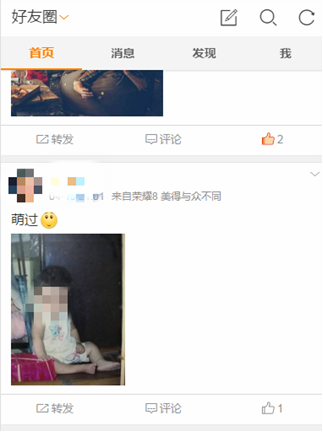 好友圈
首页 消息 发现 我
转发 评论 2
来自荣耀8 美得与众不同
萌过
转发 评论 1